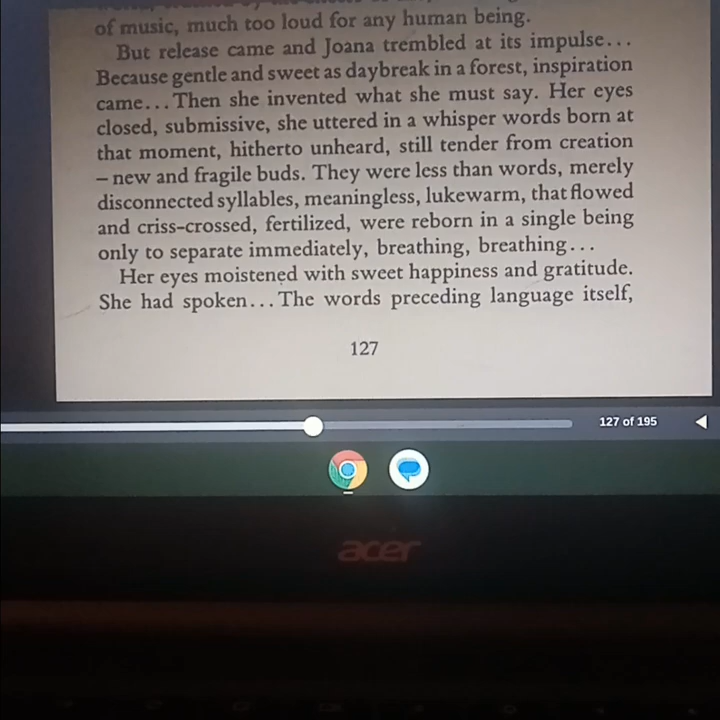 of music, much too loud for any human being.
But release came and Joana trembled at its impulse...
Because gentle and sweet as daybreak in a forest, inspiration
came...Then she invented what she must say. Her eyes
closed, submissive, she uttered in a whisper words born at
that moment, hitherto unheard, still tender from creation
– new and fragile buds. They were less than words, merely
disconnected syllables, meaningless, lukewarm, that flowed
and criss-crossed, fertilized, were reborn in a single being
only to separate immediately, breathing, breathing...
Her eyes moistened with sweet happiness and gratitude.
She had spoken...The words preceding language itself,
127
127 of 195
acer